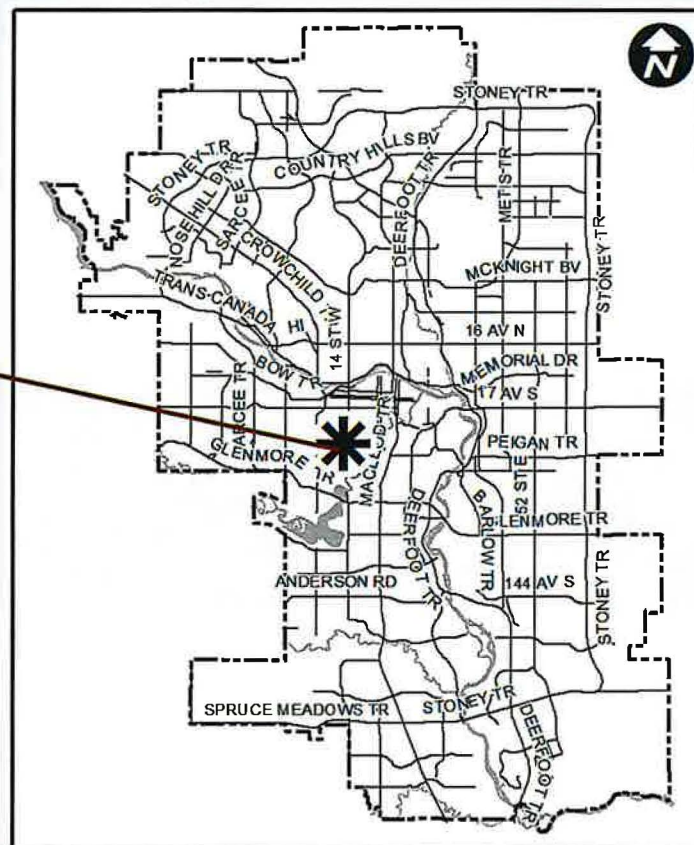 N
STONEY TR
COUNTRY HILLS BV
STONEY TR
NOSE HILL DR
SARCEE TR
DEERFOOT TR
METIS TR
STONEY TR
CROWCHILD TR
MCKNIGHT BV
TRANS-CANADA HI
14 ST W
16 AV N
BOW TR
MEMORIAL DR
17 AV S
SARCEE TR
MACLEOD TR
PEIGAN TR
GLENMORE TR
52 ST E
DEERFOOT TR
BARLOW TR
GLENMORE TR
ANDERSON RD
144 AV S
STONEY TR
SPRUCE MEADOWS TR
STONEY TR
DEERFOOT TR